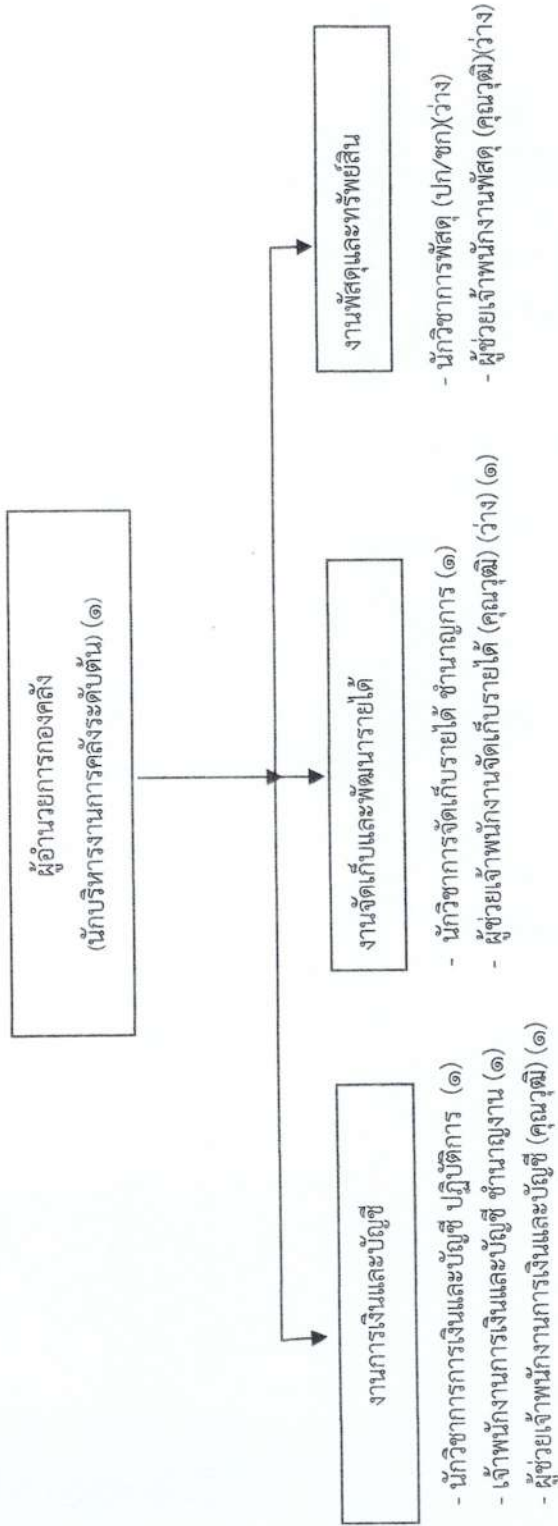 ผู้อำนวยการกองคลัง
(นักบริหารงานการคลังระดับต้น) (๑)
งานการเงินและบัญชี
- นักวิชาการการเงินและบัญชี ปฏิบัติการ (๑)
- เจ้าพนักงานการเงินและบัญชี ชำนาญงาน (๑)
- ผู้ช่วยเจ้าพนักงานการเงินและบัญชี (คุณวุฒิ) (๑)
งานจัดเก็บและพัฒนารายได้
- นักวิชาการจัดเก็บรายได้ ชำนาญการ (๑)
- ผู้ช่วยเจ้าพนักงานจัดเก็บรายได้ (คุณวุฒิ) (ว่าง) (๑)
งานพัสดุและทรัพย์สิน
- นักวิชาการพัสดุ (ปก/ชก)(ว่าง)
- ผู้ช่วยเจ้าพนักงานพัสดุ (คุณวุฒิ)(ว่าง)